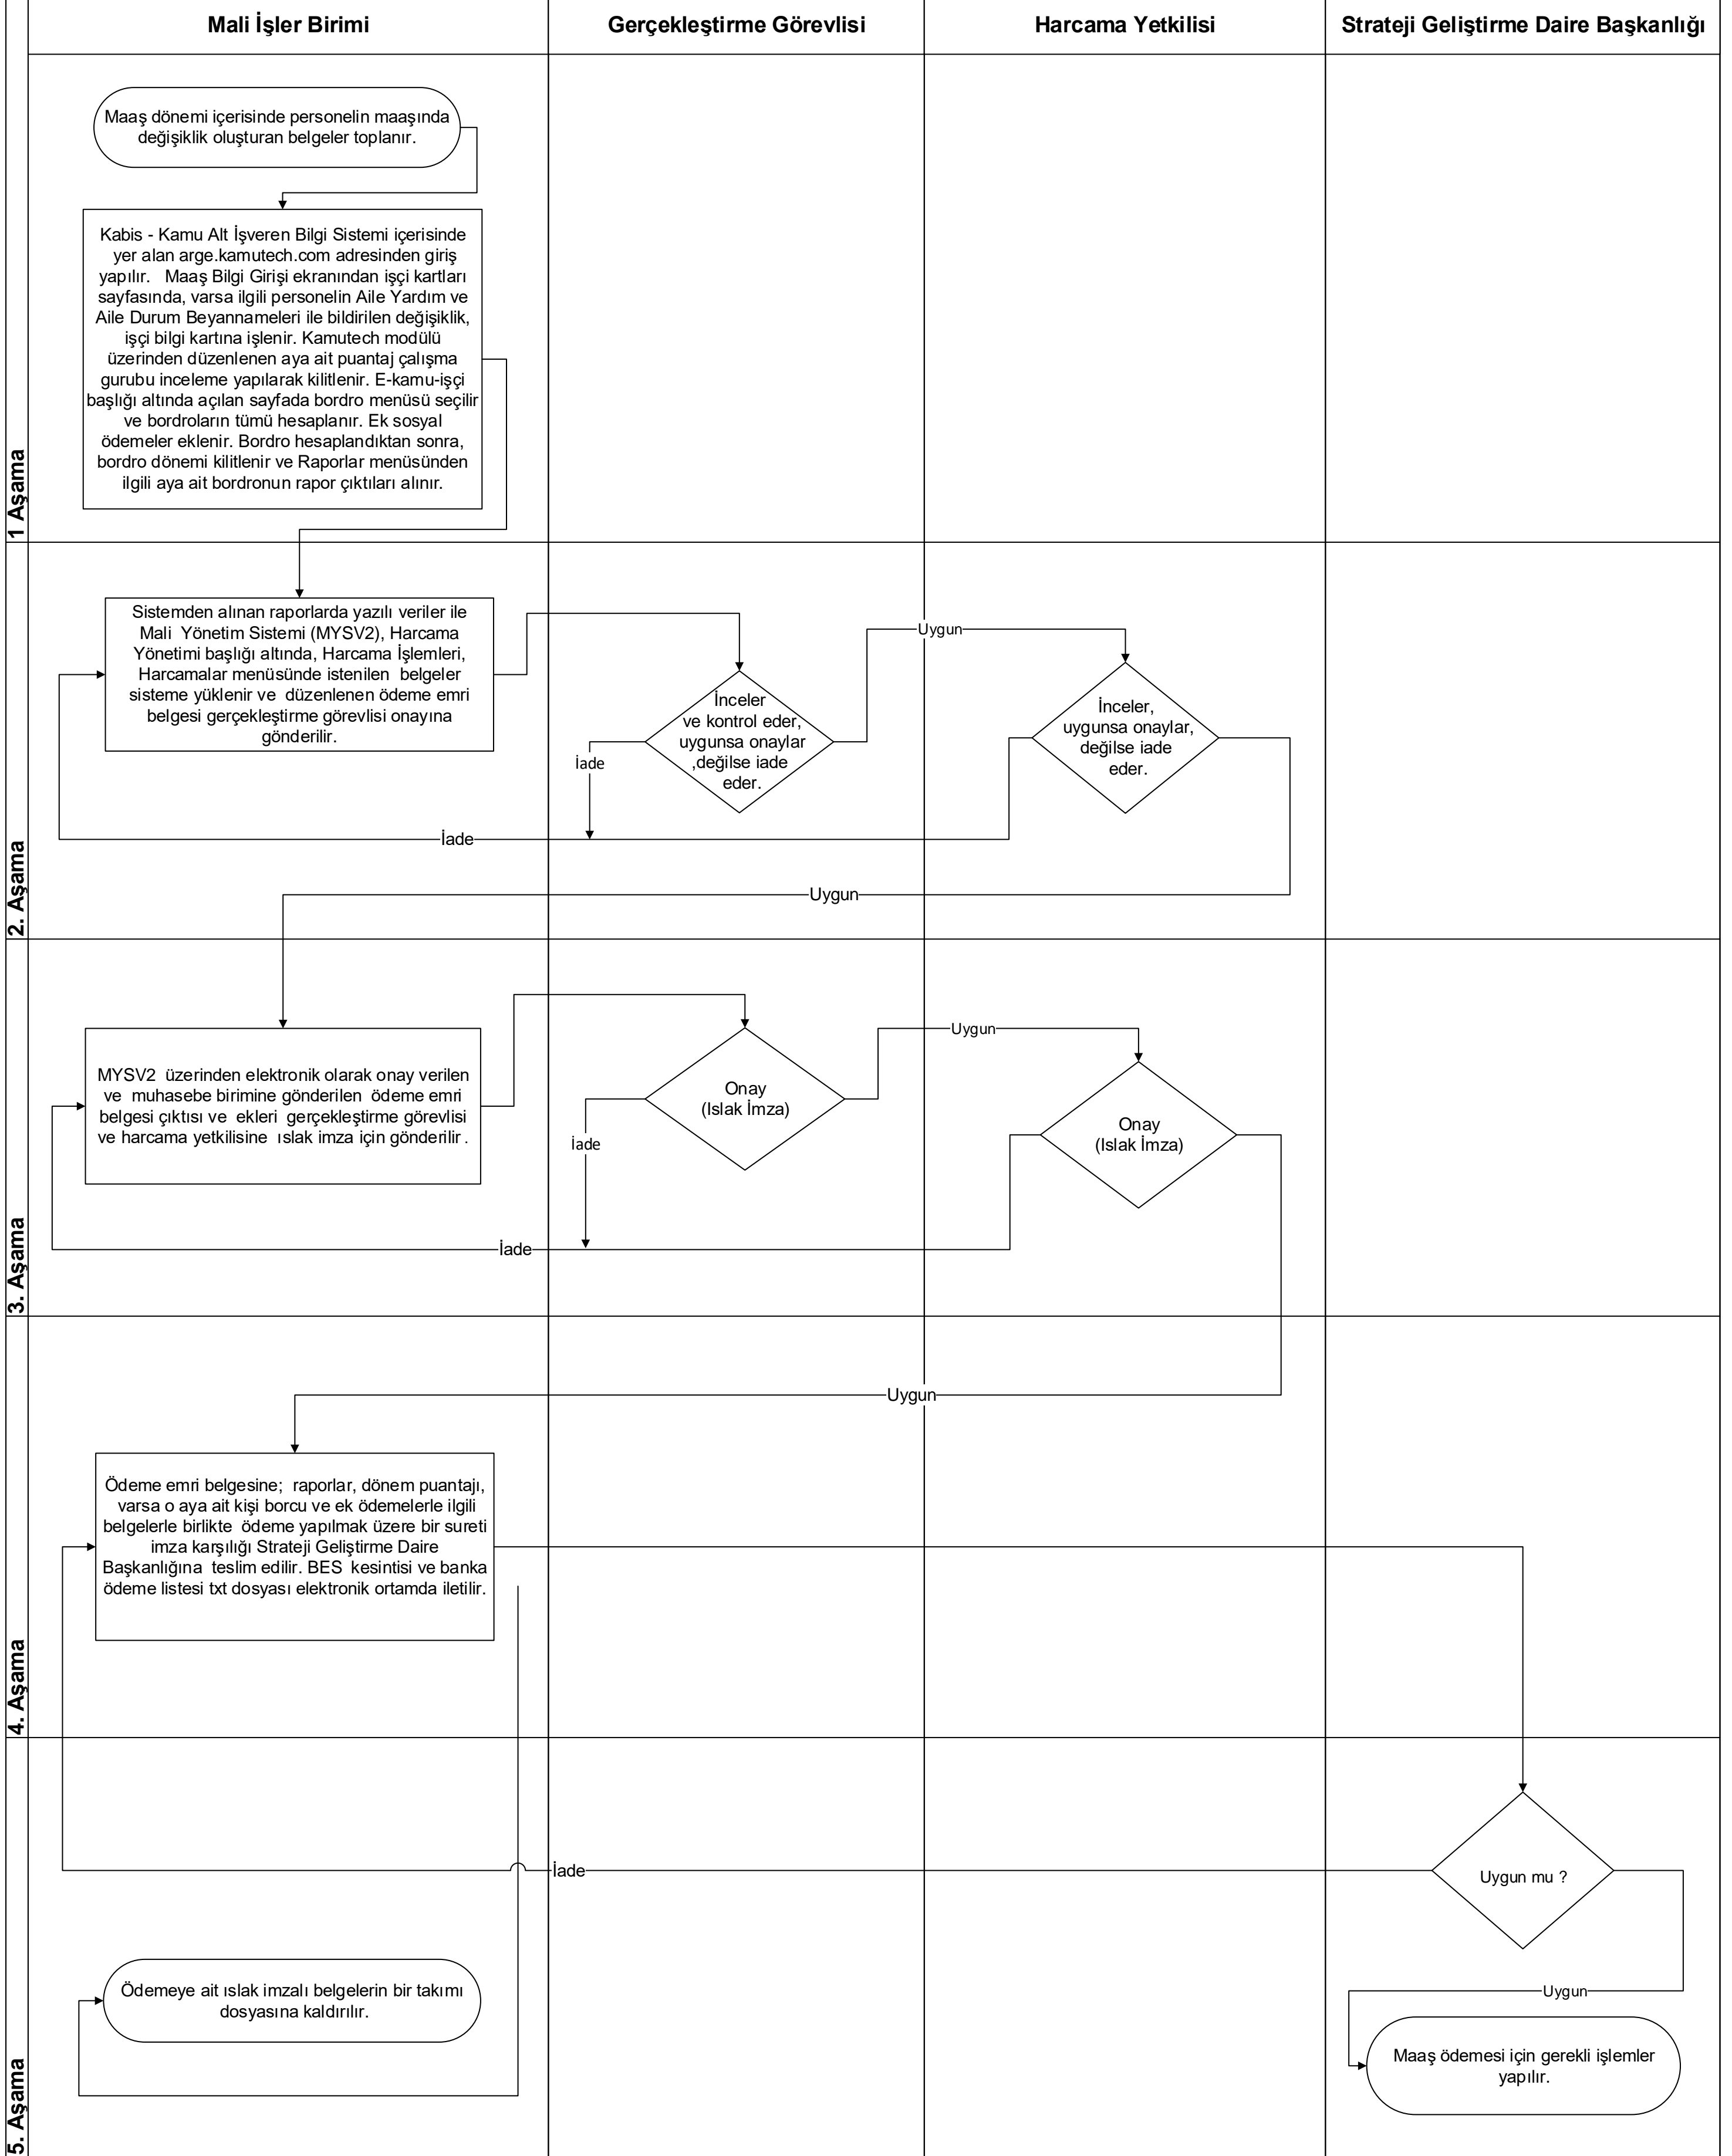 Mali İşler Birimi
Gerçekleştirme Görevlisi
Harcama Yetkilisi
Strateji Geliştirme Daire Başkanlığı
1 Aşama
Maaş dönemi içerisinde personelin maaşında
değişiklik oluşturan belgeler toplanır.
Kabis - Kamu Alt İşveren Bilgi Sistemi içerisinde
yer alan arge.kamutech.com adresinden giriş
yapılır.   Maaş Bilgi Girişi ekranından işçi kartları
sayfasında, varsa ilgili personelin Aile Yardım ve
Aile Durum Beyannameleri ile bildirilen değişiklik,
işçi bilgi kartına işlenir. Kamutech modülü
üzerinden düzenlenen aya ait puantaj çalışma
gurubu inceleme yapılarak kilitlenir. E-kamu-işçi
başlığı altında açılan sayfada bordro menüsü seçilir
ve bordroların tümü hesaplanır. Ek sosyal
ödemeler eklenir. Bordro hesaplandıktan sonra,
bordro dönemi kilitlenir ve Raporlar menüsünden
ilgili aya ait bordronun rapor çıktıları alınır.
2. Aşama
Sistemden alınan raporlarda yazılı veriler ile
Mali  Yönetim Sistemi (MYSV2), Harcama
Yönetimi başlığı altında, Harcama İşlemleri,
Harcamalar menüsünde istenilen  belgeler
sisteme yüklenir ve  düzenlenen ödeme emri
belgesi gerçekleştirme görevlisi onayına
gönderilir.
İnceler
ve kontrol eder,
uygunsa onaylar
,değilse iade
eder.
Uygun
İnceler,
uygunsa onaylar,
değilse iade
eder.
İade
İade
Uygun
3. Aşama
MYSV2  üzerinden elektronik olarak onay verilen
ve  muhasebe birimine gönderilen  ödeme emri
belgesi çıktısı ve  ekleri  gerçekleştirme görevlisi
ve harcama yetkilisine  ıslak imza için gönderilir .
Onay
(Islak İmza)
Uygun
Onay
(Islak İmza)
İade
İade
4. Aşama
Uygun
Ödeme emri belgesine;  raporlar, dönem puantajı,
varsa o aya ait kişi borcu ve ek ödemelerle ilgili
belgelerle birlikte  ödeme yapılmak üzere bir sureti
imza karşılığı Strateji Geliştirme Daire
Başkanlığına  teslim edilir. BES  kesintisi ve banka
ödeme listesi txt dosyası elektronik ortamda iletilir.
5. Aşama
İade
Uygun mu ?
Uygun
Ödemeye ait ıslak imzalı belgelerin bir takımı
dosyasına kaldırılır.
Maaş ödemesi için gerekli işlemler
yapılır.